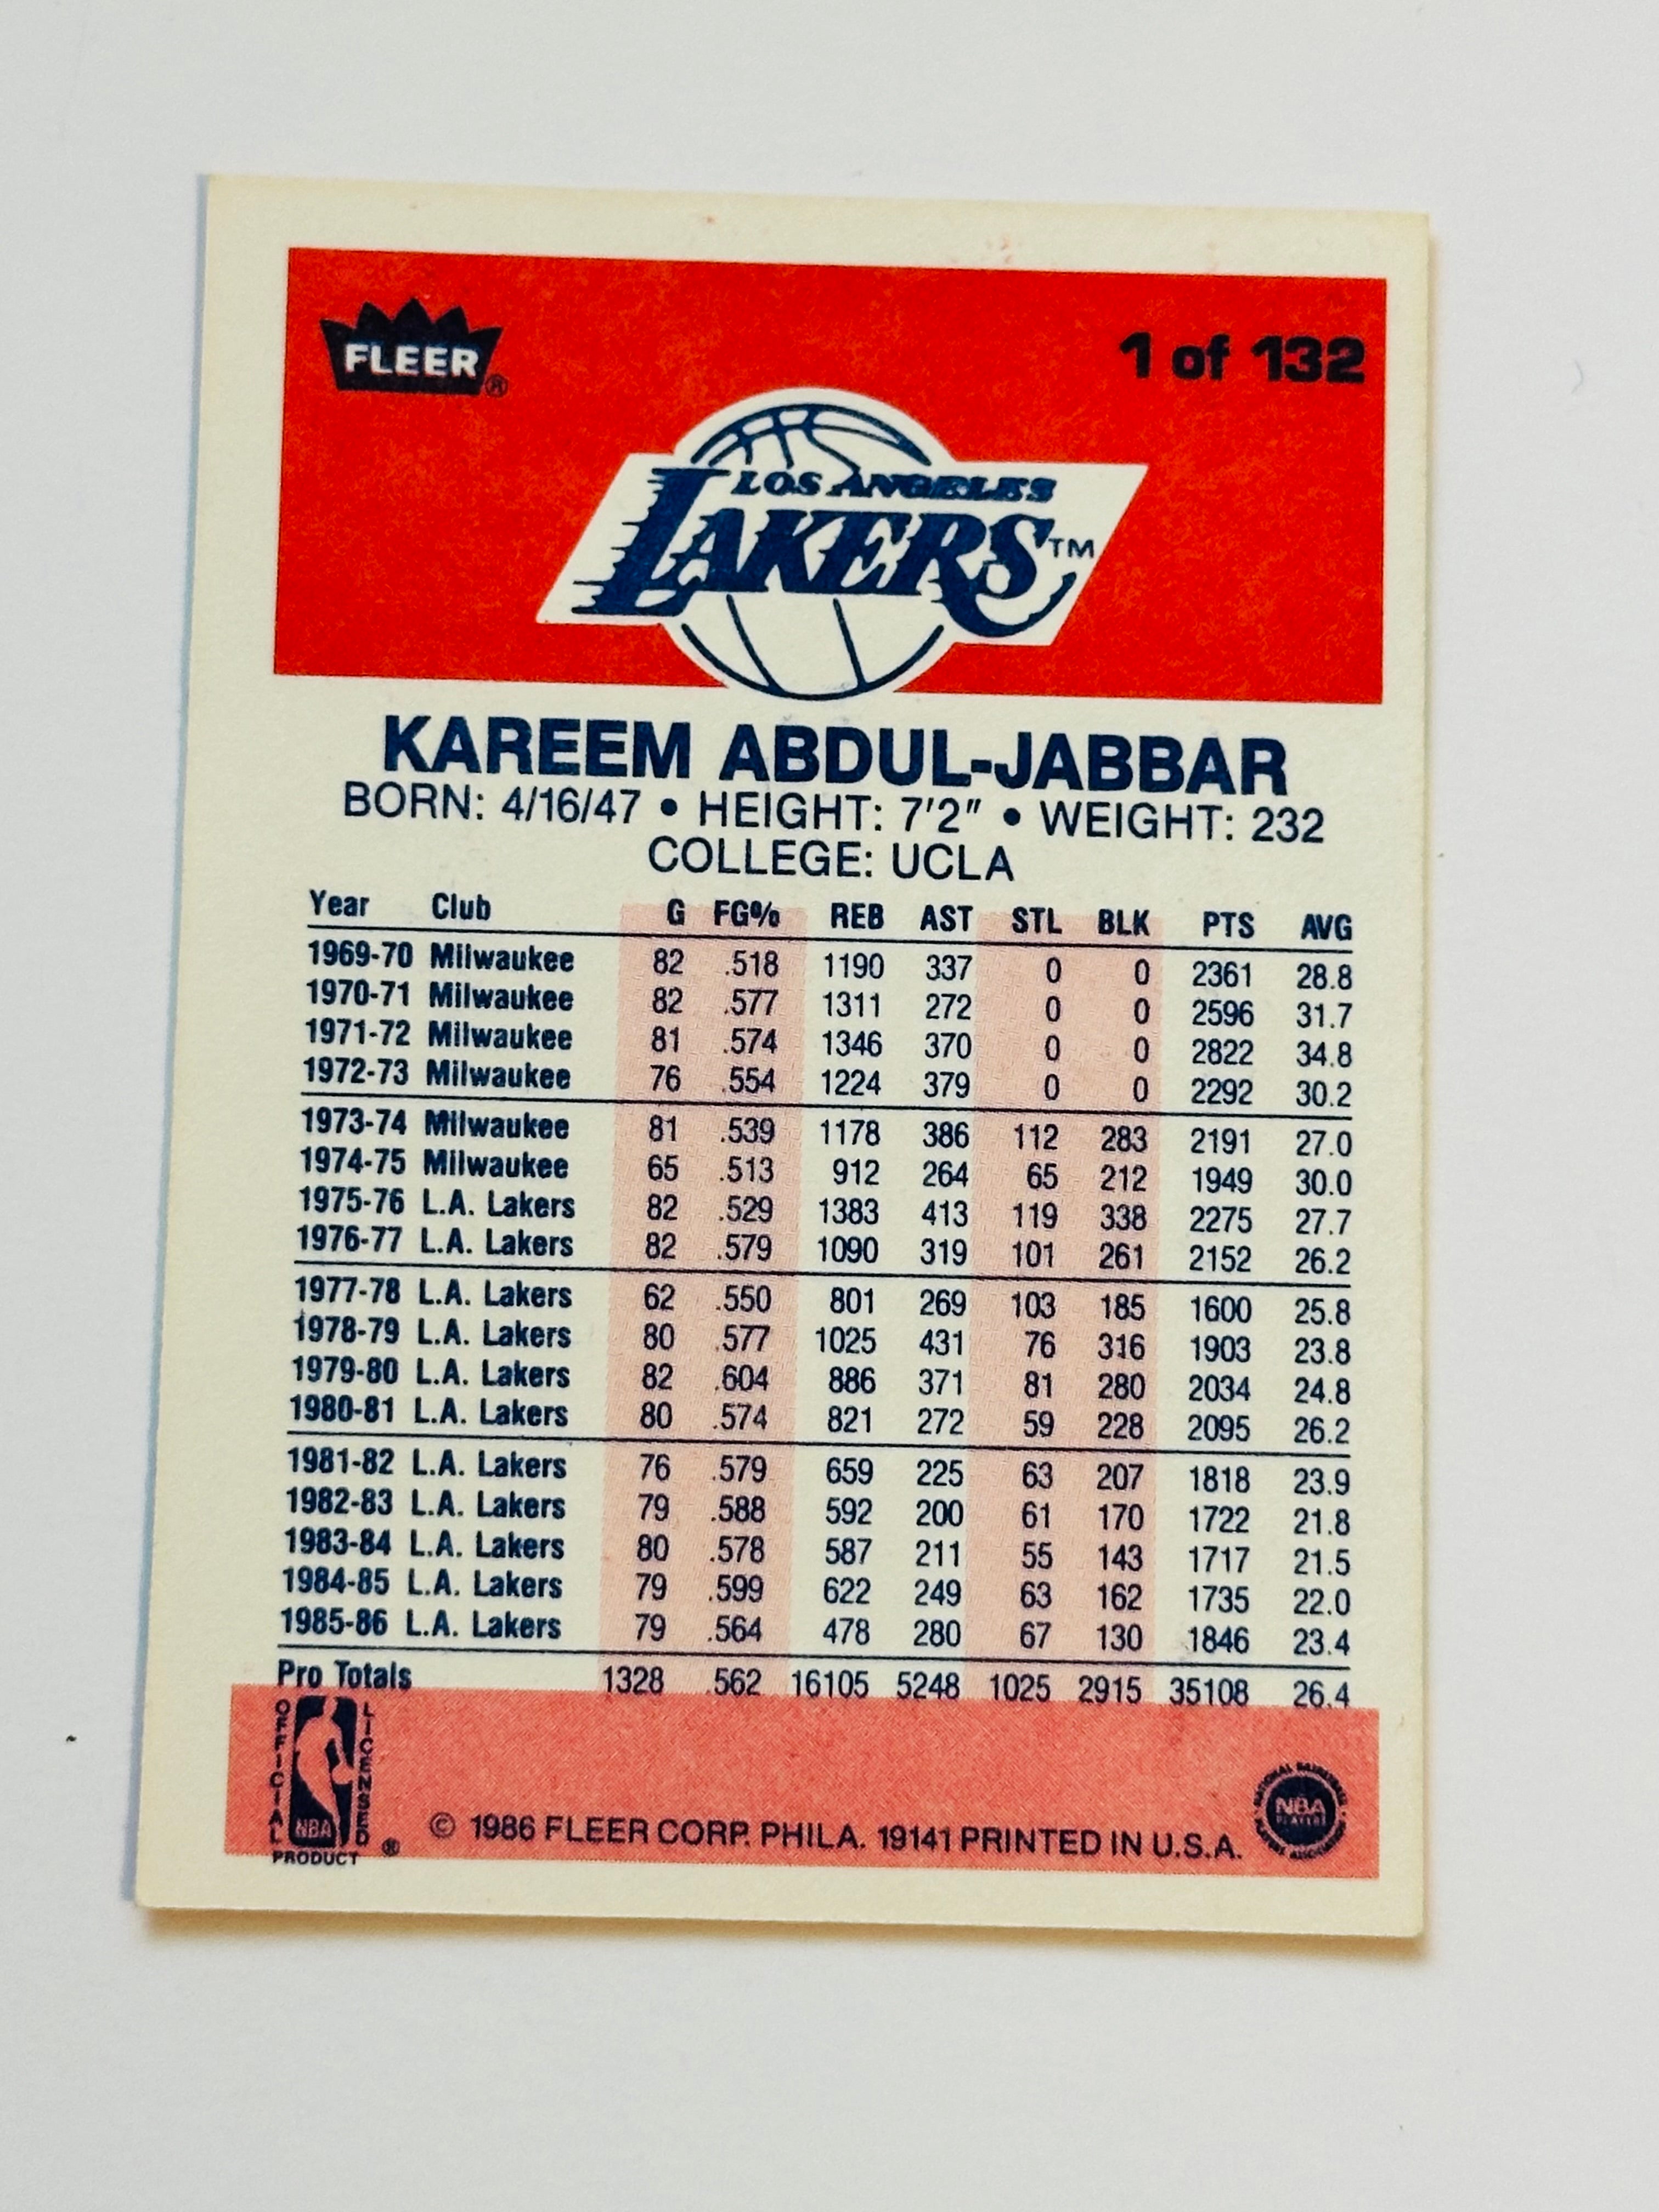 FLEER®
1 of 132
LOS ANGELES
LAKERS™
KAREEM ABDUL-JABBAR
BORN: 4/16/47 • HEIGHT: 7'2" • WEIGHT: 232
COLLEGE: UCLA
Year Club G FG% REB AST STL BLK PTS AVG
1969-70 Milwaukee 82 .518 1190 337 0 0 2361 28.8
1970-71 Milwaukee 82 .577 1311 272 0 0 2596 31.7
1971-72 Milwaukee 81 .574 1346 370 0 0 2822 34.8
1972-73 Milwaukee 76 .554 1224 379 0 0 2292 30.2
1973-74 Milwaukee 81 .539 1178 386 112 283 2191 27.0
1974-75 Milwaukee 65 .513 912 264 65 212 1949 30.0
1975-76 L.A. Lakers 82 .529 1383 413 119 338 2275 27.7
1976-77 L.A. Lakers 82 .579 1090 319 101 261 2152 26.2
1977-78 L.A. Lakers 62 .550 801 269 103 185 1600 25.8
1978-79 L.A. Lakers 80 .577 1025 431 76 316 1903 23.8
1979-80 L.A. Lakers 82 .604 886 371 81 280 2034 24.8
1980-81 L.A. Lakers 80 .574 821 272 59 228 2095 26.2
1981-82 L.A. Lakers 76 .579 659 225 63 207 1818 23.9
1982-83 L.A. Lakers 79 .588 592 200 61 170 1722 21.8
1983-84 L.A. Lakers 80 .578 587 211 55 143 1717 21.5
1984-85 L.A. Lakers 79 .599 622 249 63 162 1735 22.0
1985-86 L.A. Lakers 79 .564 478 280 67 130 1846 23.4
Pro Totals 1328 .562 16105 5248 1025 2915 35108 26.4
OFFICIAL
LICENSED
NBA
PRODUCT
®
© 1986 FLEER CORP. PHILA. 19141 PRINTED IN U.S.A.
NATIONAL BASKETBALL
NBA
PLAYERS
PLAYERS ASSOCIATION